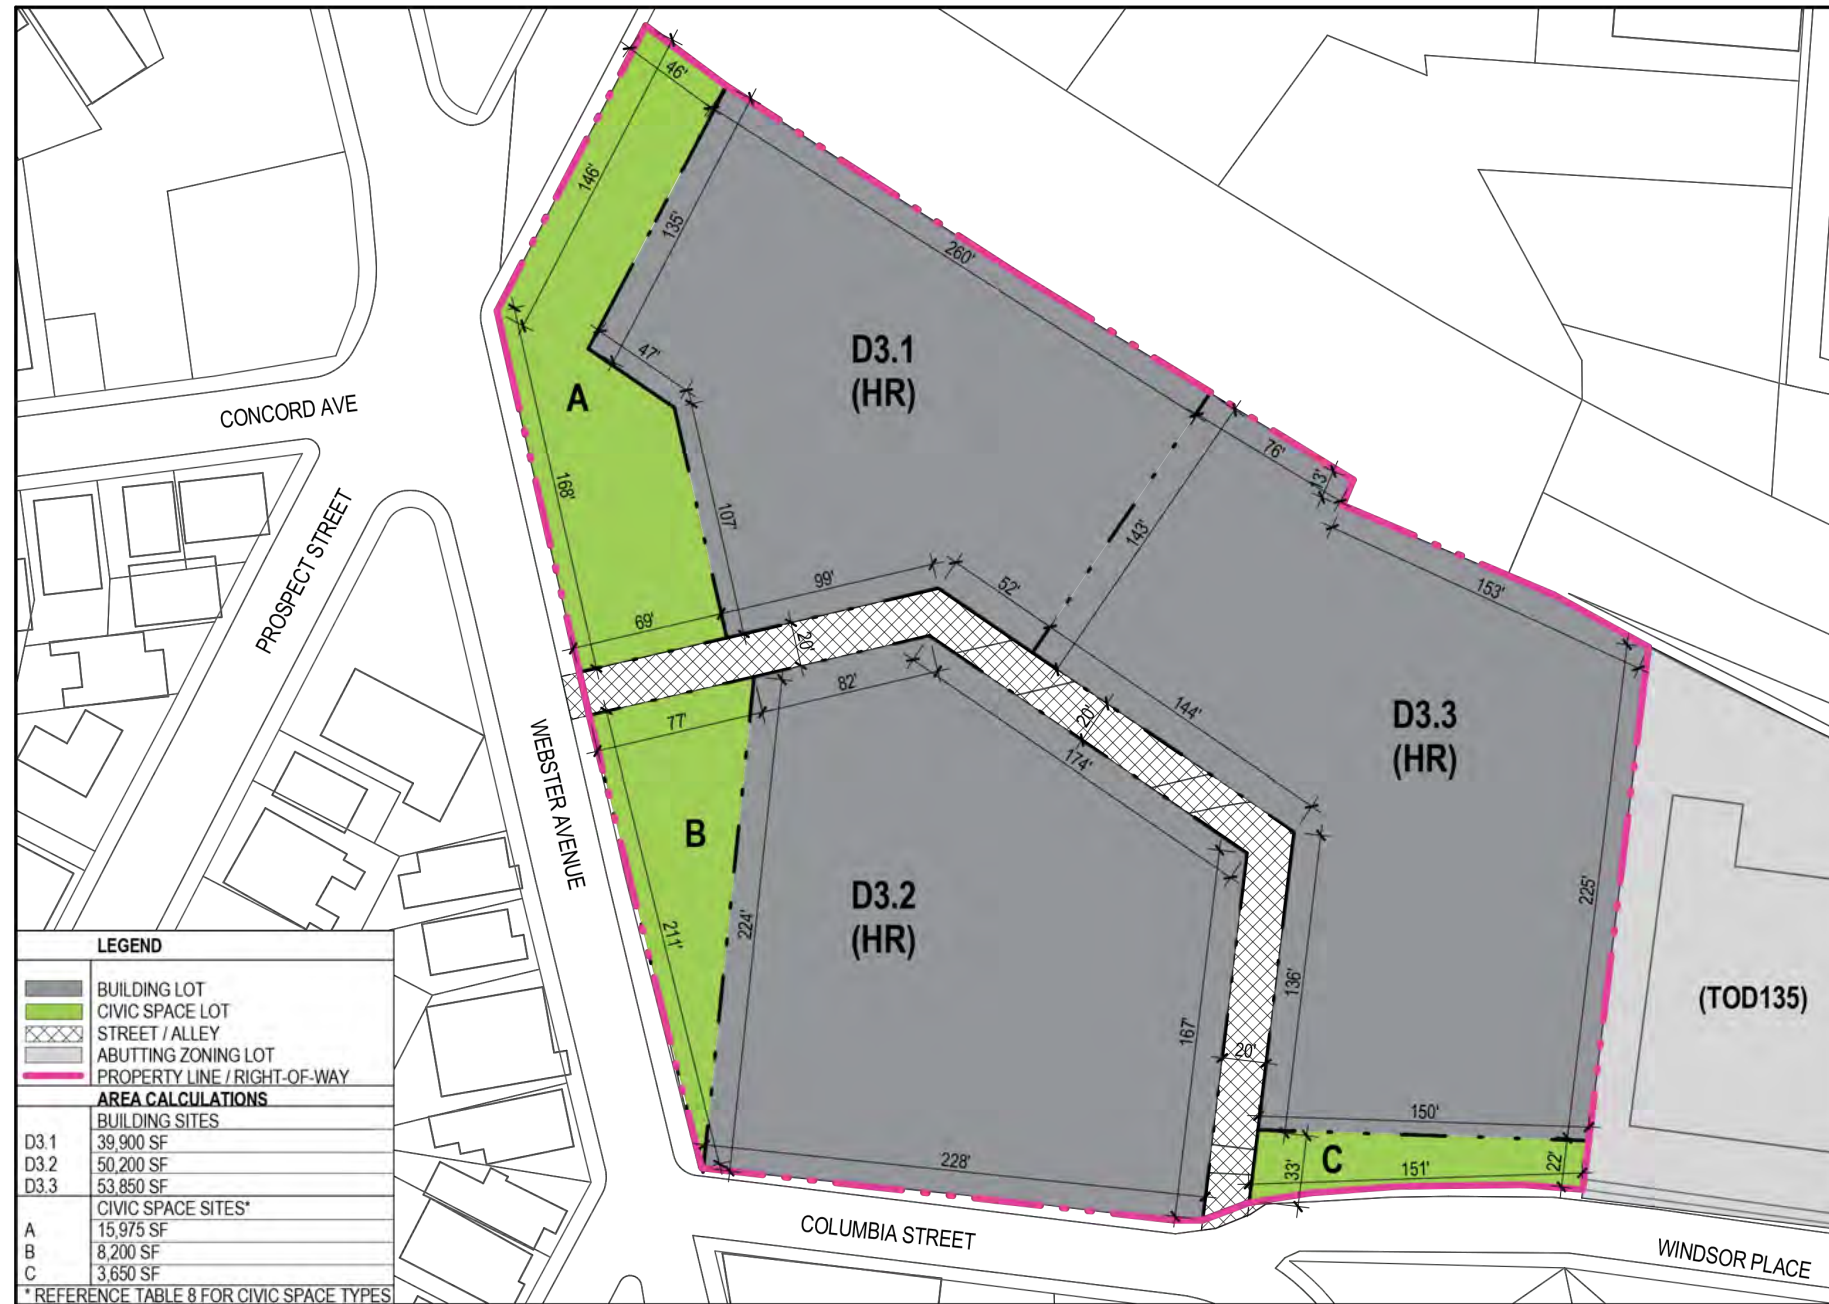 46'
146'
135'
260'
D3.1
(HR)
47'
A
CONCORD AVE
76'
13'
168'
107'
143'
PROSPECT STREET
99'
52'
153'
69'
20'
82'
77'
144'
20'
174'
D3.3
(HR)
WEBSTER AVENUE
B
D3.2
(HR)
224'
211'
225'
136'
167'
20'
(TOD135)
150'
C
33'
151'
22'
228'
COLUMBIA STREET
WINDSOR PLACE
LEGEND
BUILDING LOT
CIVIC SPACE LOT
STREET / ALLEY
ABUTTING ZONING LOT
PROPERTY LINE / RIGHT-OF-WAY
AREA CALCULATIONS
BUILDING SITES
D3.1 39,900 SF
D3.2 50,200 SF
D3.3 53,850 SF
CIVIC SPACE SITES*
A 15,975 SF
B 8,200 SF
C 3,650 SF
* REFERENCE TABLE 8 FOR CIVIC SPACE TYPES